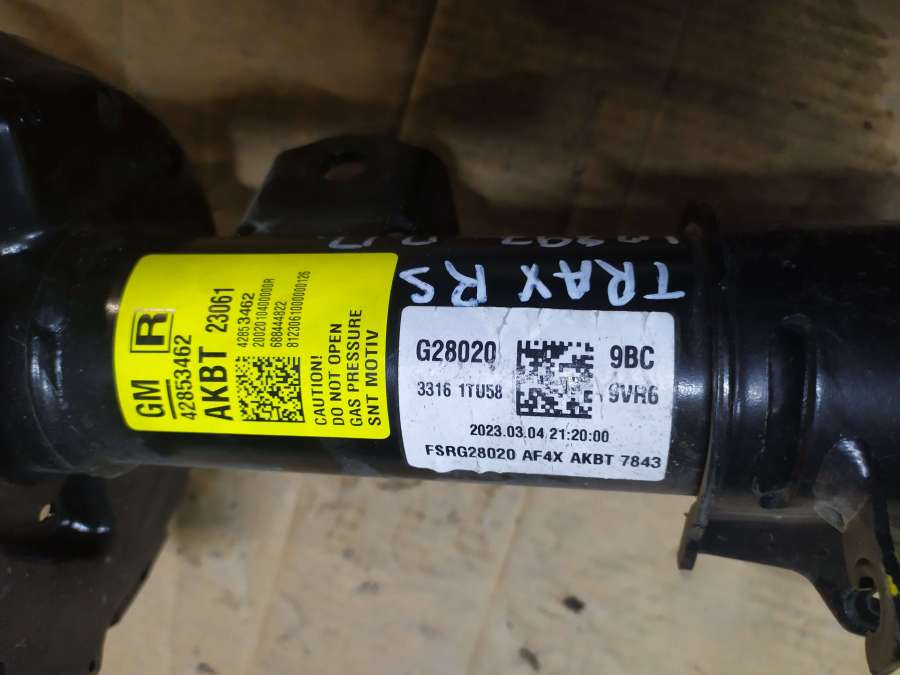 GM R
42853462
AKBT 23061
42853462
20020104000000R
688444822
8123061000000126
CAUTION!
DO NOT OPEN
GAS PRESSURE
SNT MOTIV
TRAX RS
G28020 9BC
3316 1TU58 9VR6
2023.03.04 21:20:00
FSRG28020 AF4X AKBT 7843